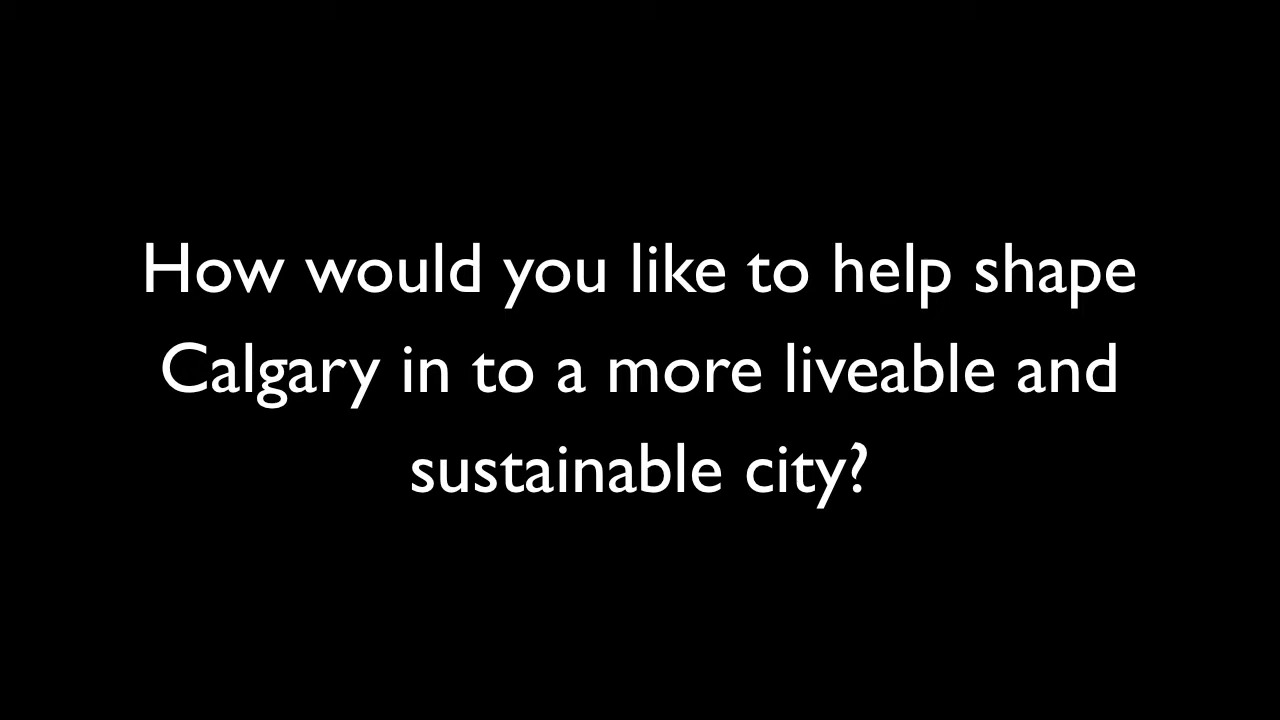 How would you like to help shape
Calgary in to a more liveable and
sustainable city?